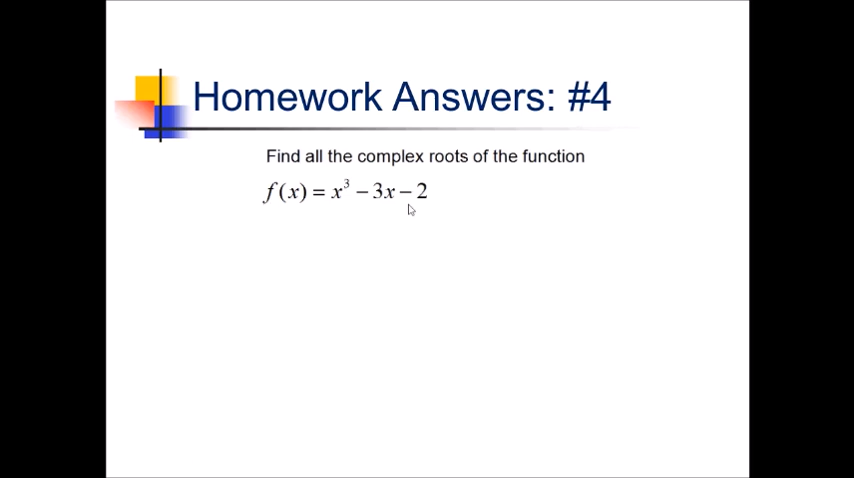 Homework Answers: #4
Find all the complex roots of the function
f(x) = x³ − 3x − 2